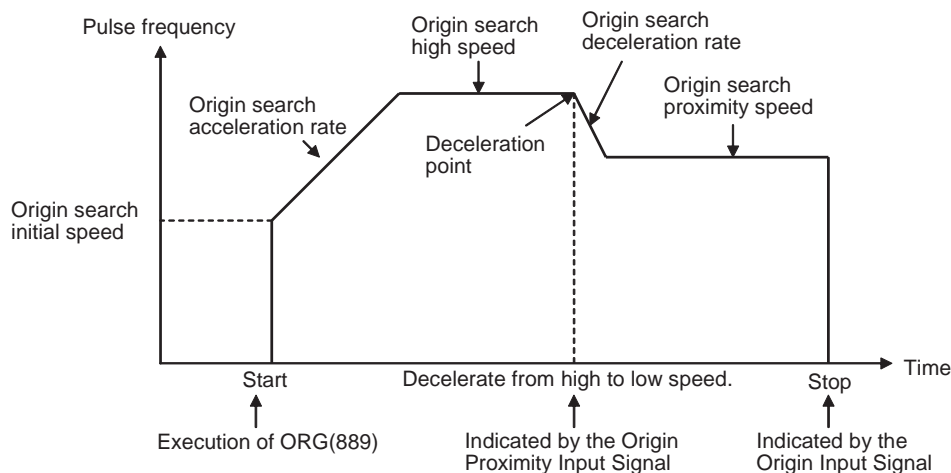 Pulse frequency
Origin search
high speed
Origin search
deceleration rate
Origin search
acceleration rate
Origin search
proximity speed
Deceleration
point
Origin search
initial speed
Start
Decelerate from high to low speed.
Stop
Time
Execution of ORG(889)
Indicated by the Origin
Proximity Input Signal
Indicated by the
Origin Input Signal